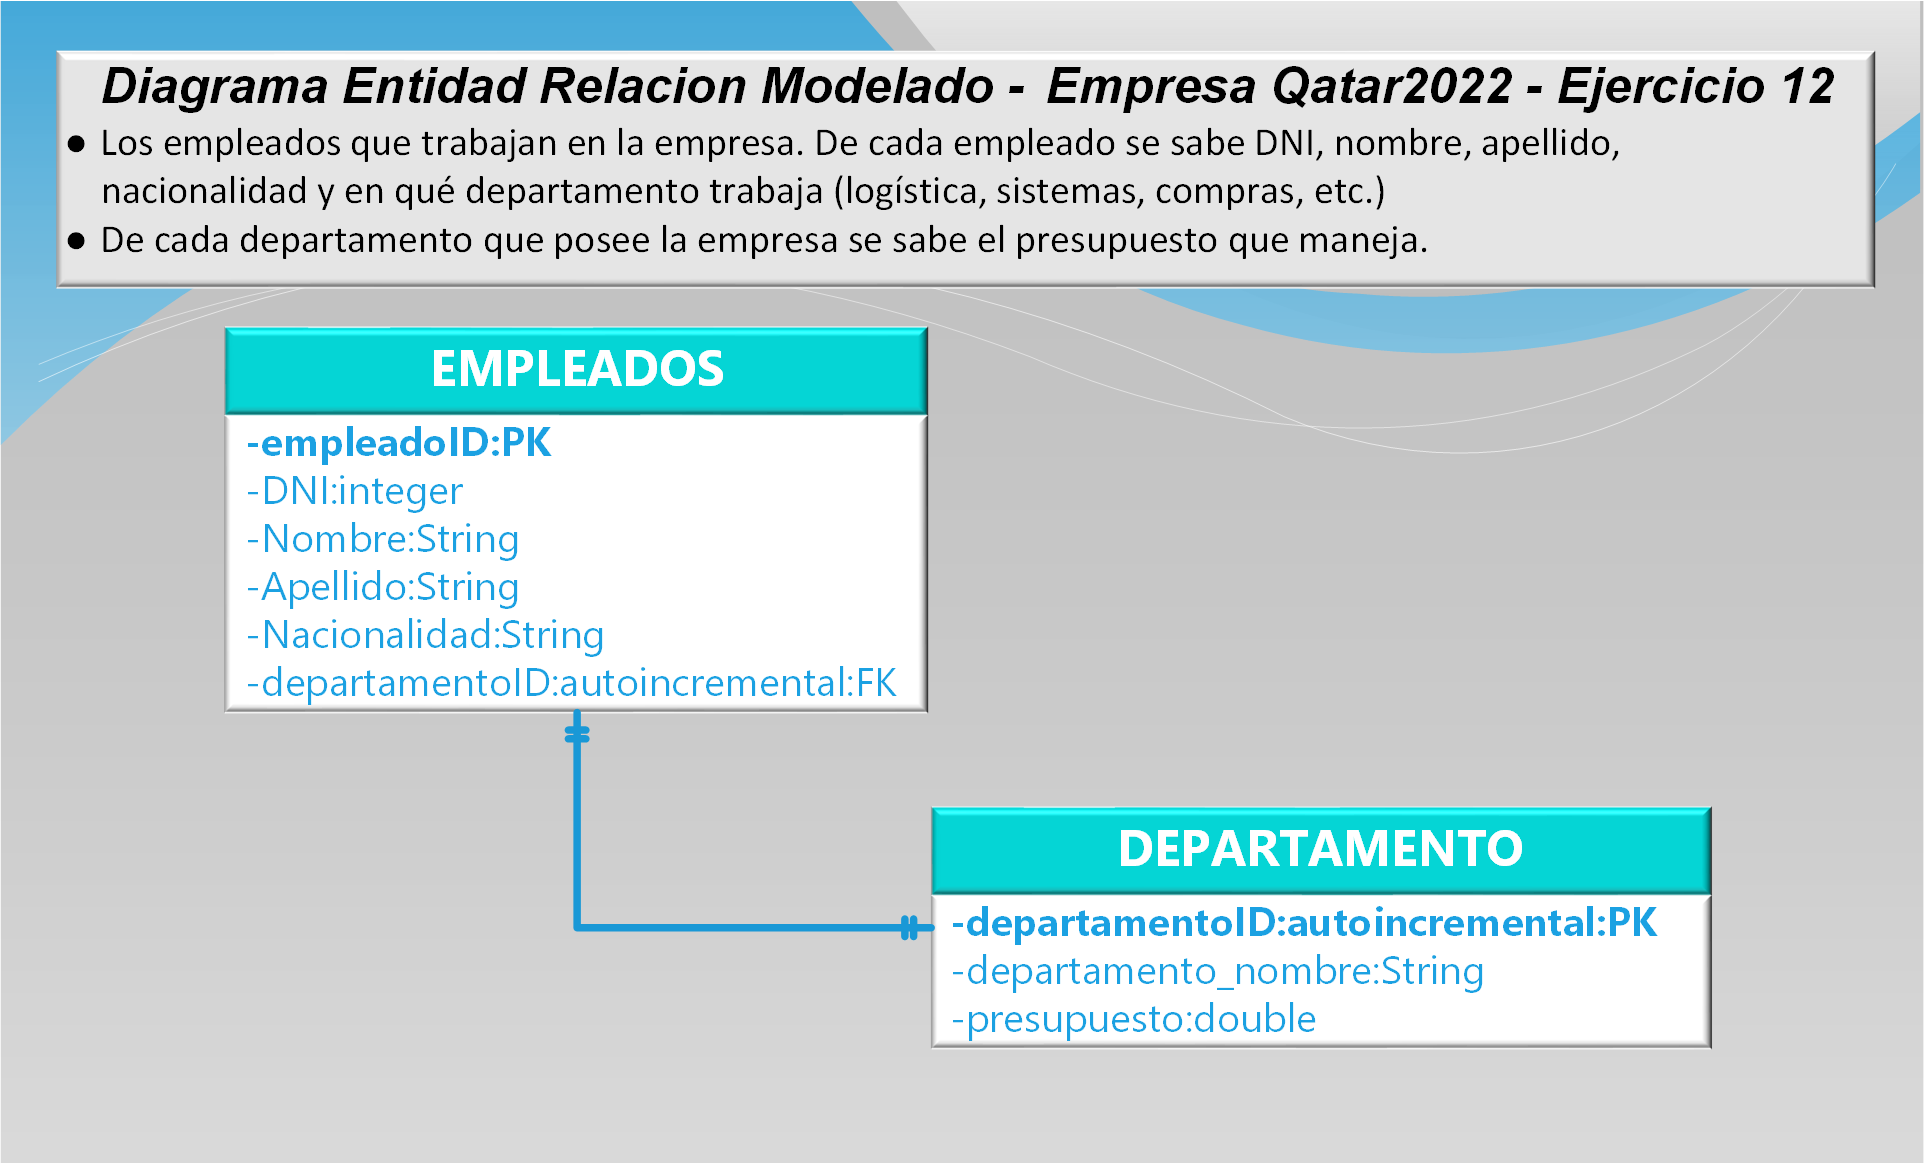 Diagrama Entidad Relacion Modelado - Empresa Qatar2022 - Ejercicio 12
● Los empleados que trabajan en la empresa. De cada empleado se sabe DNI, nombre, apellido,
nacionalidad y en qué departamento trabaja (logística, sistemas, compras, etc.)
● De cada departamento que posee la empresa se sabe el presupuesto que maneja.
EMPLEADOS
-empleadoID:PK
-DNI:integer
-Nombre:String
-Apellido:String
-Nacionalidad:String
-departamentoID:autoincremental:FK
DEPARTAMENTO
-departamentoID:autoincremental:PK
-departamento_nombre:String
-presupuesto:double